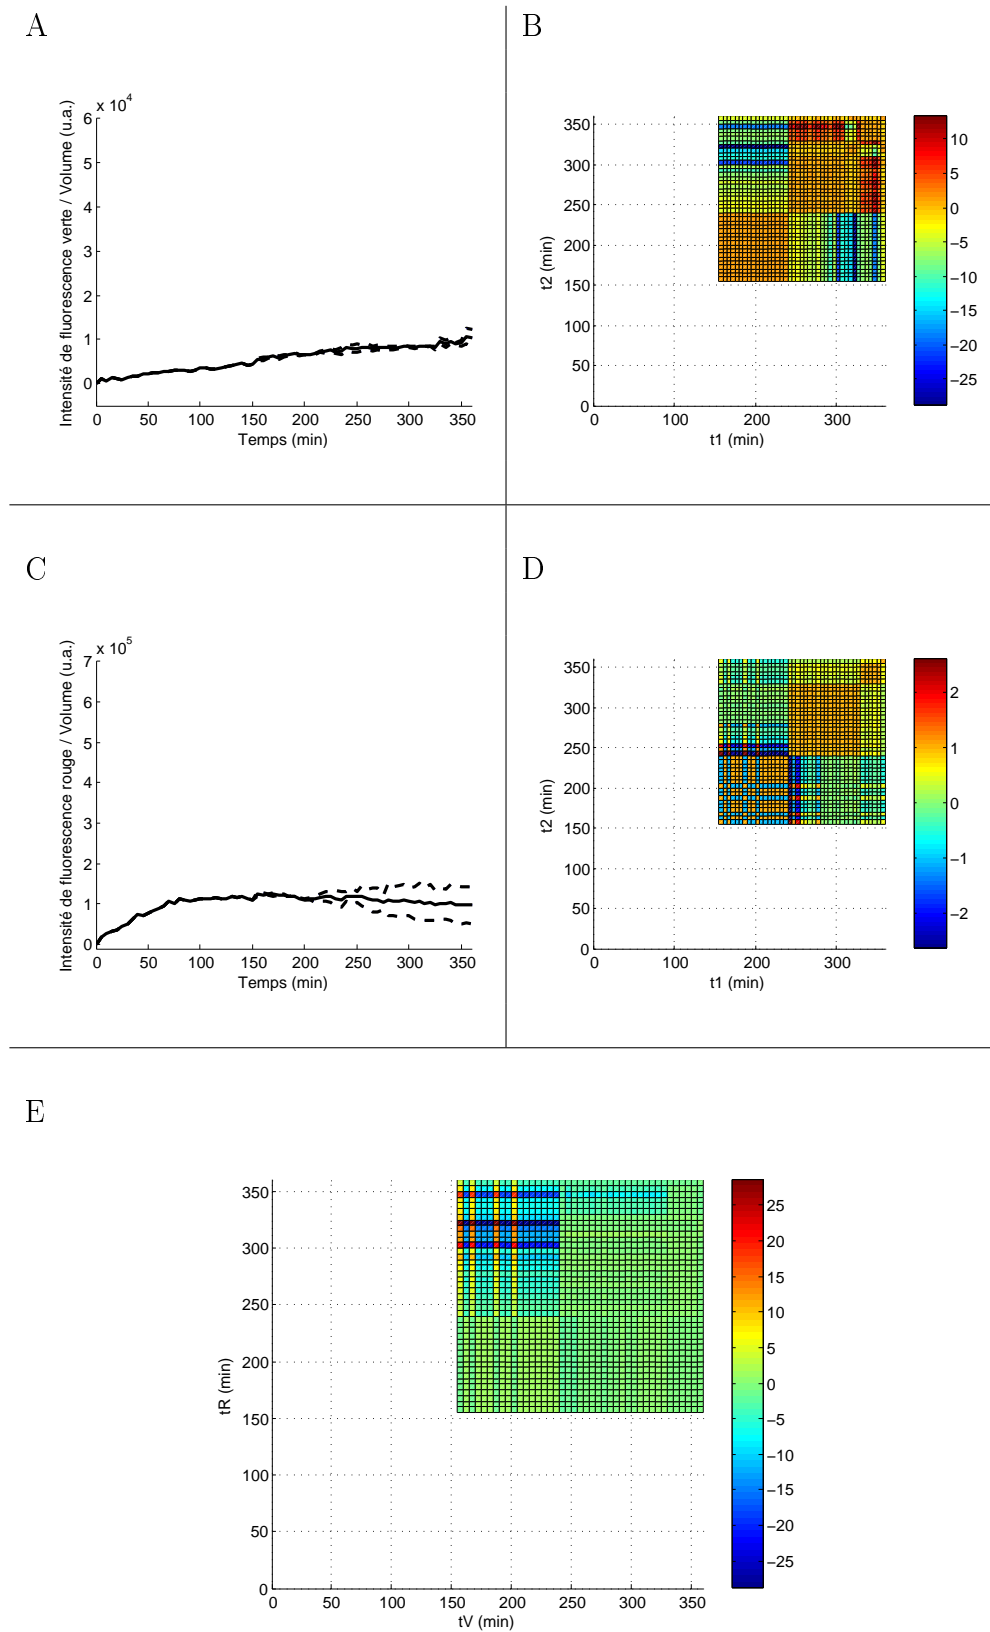 A
B
x 10^4
6
5
4
3
2
1
0
0 50 100 150 200 250 300 350
Temps (min)
Intensité de fluorescence verte / Volume (u.a.)
350
300
250
200
150
100
50
0
0 100 200 300
t1 (min)
t2 (min)
10
5
0
−5
−10
−15
−20
−25
C
D
x 10^5
7
6
5
4
3
2
1
0
0 50 100 150 200 250 300 350
Temps (min)
Intensité de fluorescence rouge / Volume (u.a.)
350
300
250
200
150
100
50
0
0 100 200 300
t1 (min)
t2 (min)
2
1
0
−1
−2
E
350
300
250
200
150
100
50
0
0 50 100 150 200 250 300 350
tV (min)
tR (min)
25
20
15
10
5
0
−5
−10
−15
−20
−25